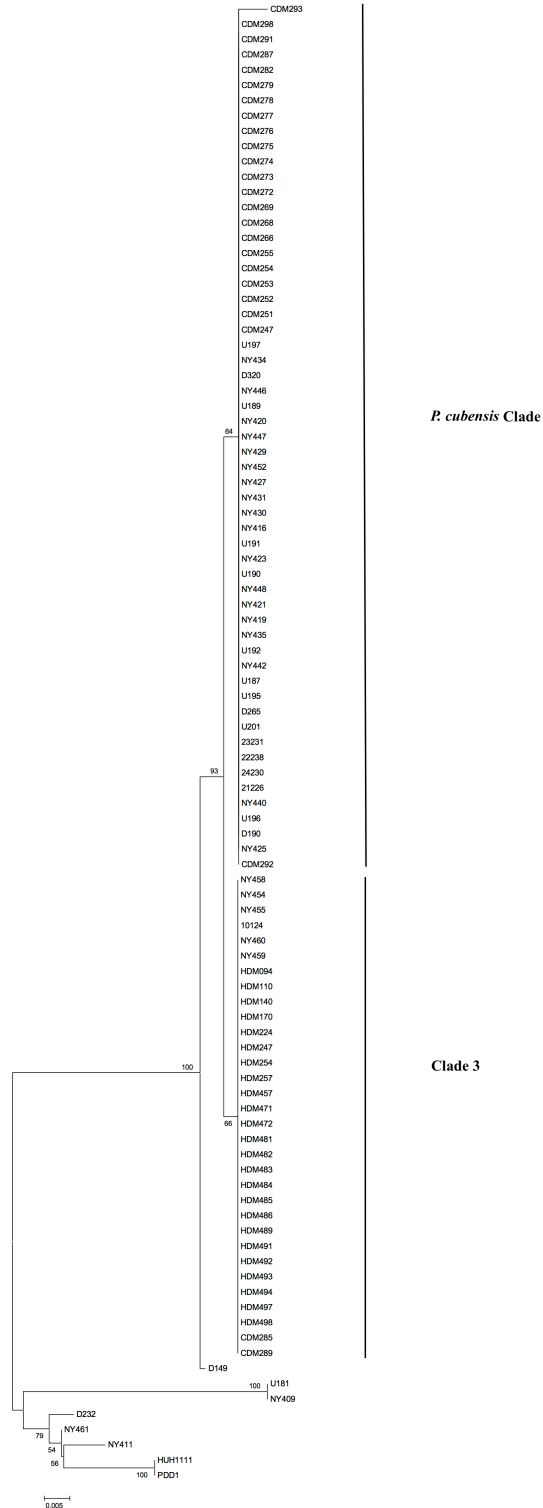 CDM293
CDM298
CDM291
CDM287
CDM282
CDM279
CDM278
CDM277
CDM276
CDM275
CDM274
CDM273
CDM272
CDM269
CDM268
CDM266
CDM255
CDM254
CDM253
CDM252
CDM251
CDM247
U197
NY434
D320
NY446
U189
NY420
P. cubensis Clade
64
NY447
NY429
NY452
NY427
NY431
NY430
NY416
U191
NY423
U190
NY448
NY421
NY419
NY435
U192
NY442
U187
U195
D265
U201
23231
22238
93
24230
21226
NY440
U196
D190
NY425
CDM292
NY458
NY454
NY455
10124
NY460
NY459
HDM094
HDM110
HDM140
HDM170
HDM224
HDM247
HDM254
Clade 3
100
HDM257
HDM457
HDM471
HDM472
66
HDM481
HDM482
HDM483
HDM484
HDM485
HDM486
HDM489
HDM491
HDM492
HDM493
HDM494
HDM497
HDM498
CDM285
CDM289
D149
U181
100
NY409
D232
NY461
79
NY411
54
HUH1111
56
100
PDD1
0.005